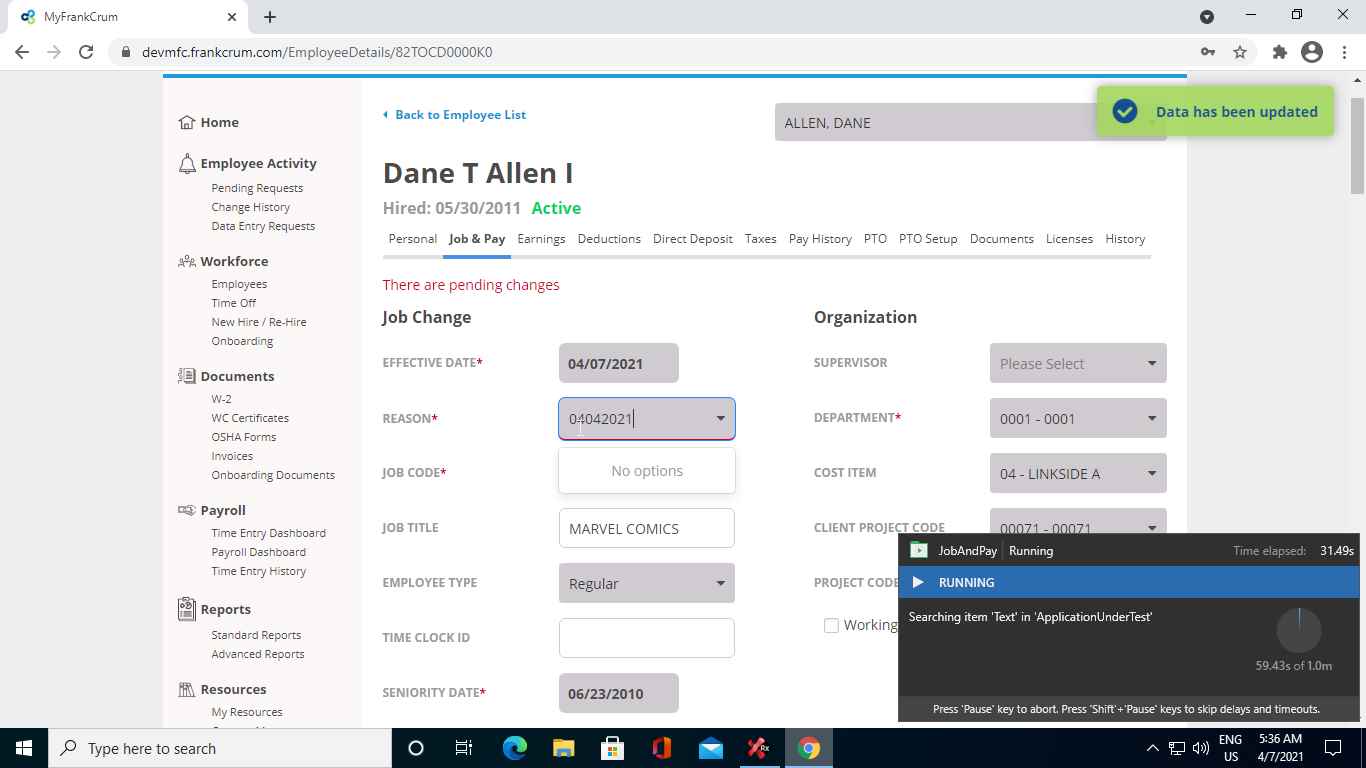 MyFrankCrum
devmfc.frankcrum.com/EmployeeDetails/82TOCD0000K0
Home
Employee Activity
Pending Requests
Change History
Data Entry Requests
Workforce
Employees
Time Off
New Hire / Re-Hire
Onboarding
Documents
W-2
WC Certificates
OSHA Forms
Invoices
Onboarding Documents
Payroll
Time Entry Dashboard
Payroll Dashboard
Time Entry History
Reports
Standard Reports
Advanced Reports
Resources
My Resources
Back to Employee List
ALLEN, DANE
Data has been updated
Dane T Allen I
Hired: 05/30/2011 Active
Personal Job & Pay Earnings Deductions Direct Deposit Taxes Pay History PTO PTO Setup Documents Licenses History
There are pending changes
Job Change
EFFECTIVE DATE* 04/07/2021
REASON* 04042021
No options
JOB CODE*
JOB TITLE MARVEL COMICS
EMPLOYEE TYPE Regular
TIME CLOCK ID
SENIORITY DATE* 06/23/2010
Organization
SUPERVISOR Please Select
DEPARTMENT* 0001 - 0001
COST ITEM 04 - LINKSIDE A
CLIENT PROJECT CODE 00071 - 00071
PROJECT CODE
Working
JobAndPay Running Time elapsed: 31.49s
RUNNING
Searching item 'Text' in 'ApplicationUnderTest'
59.43s of 1.0m
Press 'Pause' key to abort. Press 'Shift'+'Pause' keys to skip delays and timeouts.
Type here to search
Rx
ENG
US
5:36 AM
4/7/2021